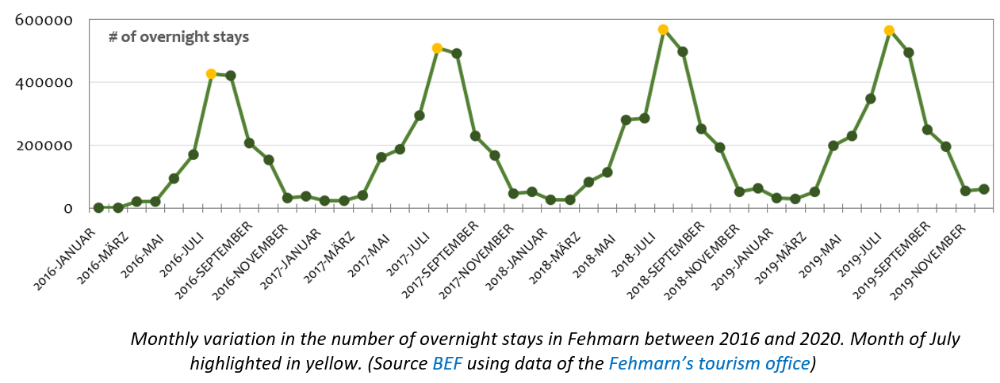 600000
# of overnight stays
400000
200000
0
2016-JANUAR
2016-MÄRZ
2016-MAI
2016-JULI
2016-SEPTEMBER
2016-NOVEMBER
2017-JANUAR
2017-MÄRZ
2017-MAI
2017-JULI
2017-SEPTEMBER
2017-NOVEMBER
2018-JANUAR
2018-MÄRZ
2018-MAI
2018-JULI
2018-SEPTEMBER
2018-NOVEMBER
2019-JANUAR
2019-MÄRZ
2019-MAI
2019-JULI
2019-SEPTEMBER
2019-NOVEMBER
Monthly variation in the number of overnight stays in Fehmarn between 2016 and 2020. Month of July
highlighted in yellow. (Source BEF using data of the Fehmarn’s tourism office)